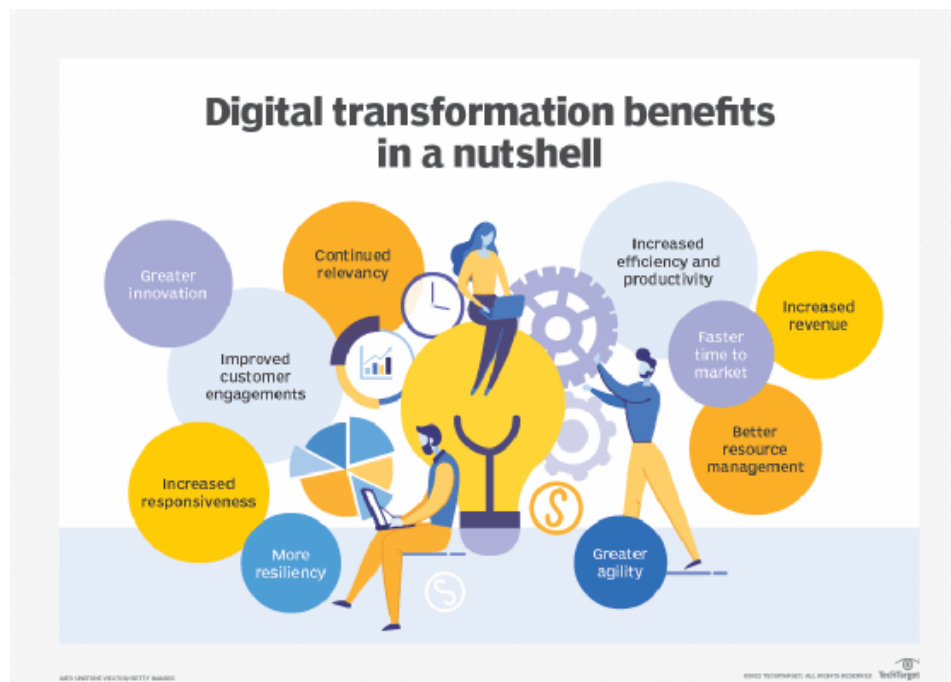 Digital transformation benefits
in a nutshell
Greater
innovation
Continued
relevancy
Improved
customer
engagements
Increased
responsiveness
More
resiliency
Increased
efficiency and
productivity
Increased
revenue
Faster
time to
market
Better
resource
management
Greater
agility
TechTarget